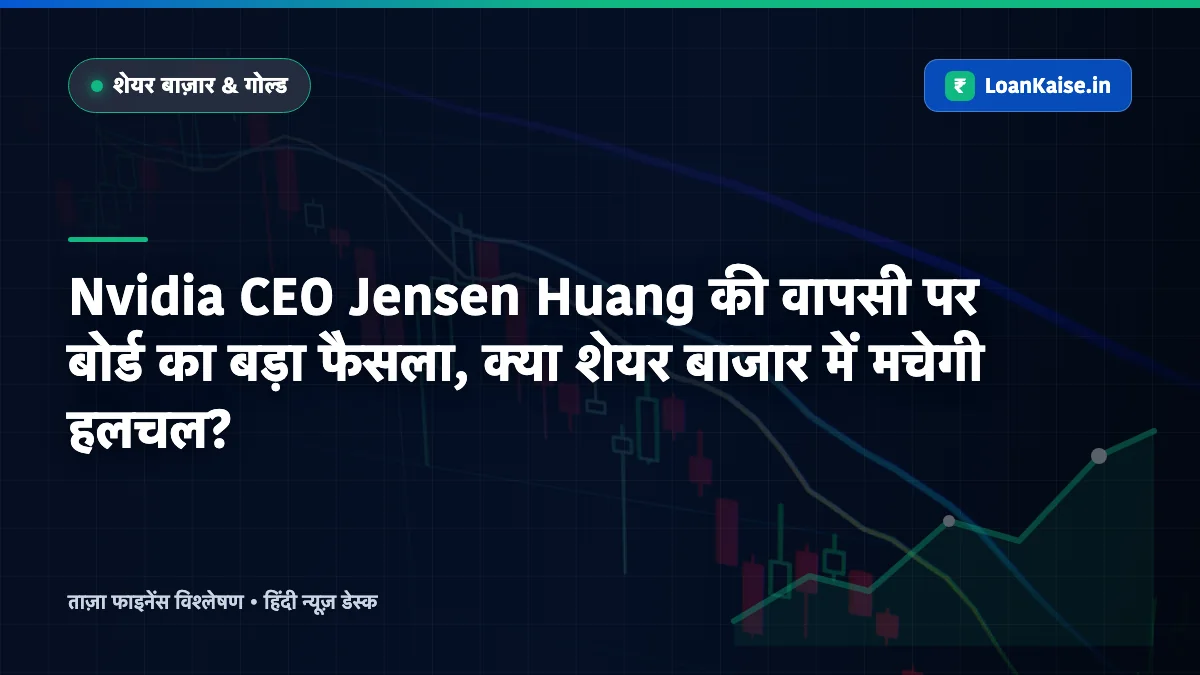 शेयर बाज़ार & गोल्ड
₹ LoanKaise.in
Nvidia CEO Jensen Huang की वापसी पर
बोर्ड का बड़ा फैसला, क्या शेयर बाजार में मचेगी
हलचल?
ताज़ा फाइनेंस विश्लेषण • हिंदी न्यूज़ डेस्क